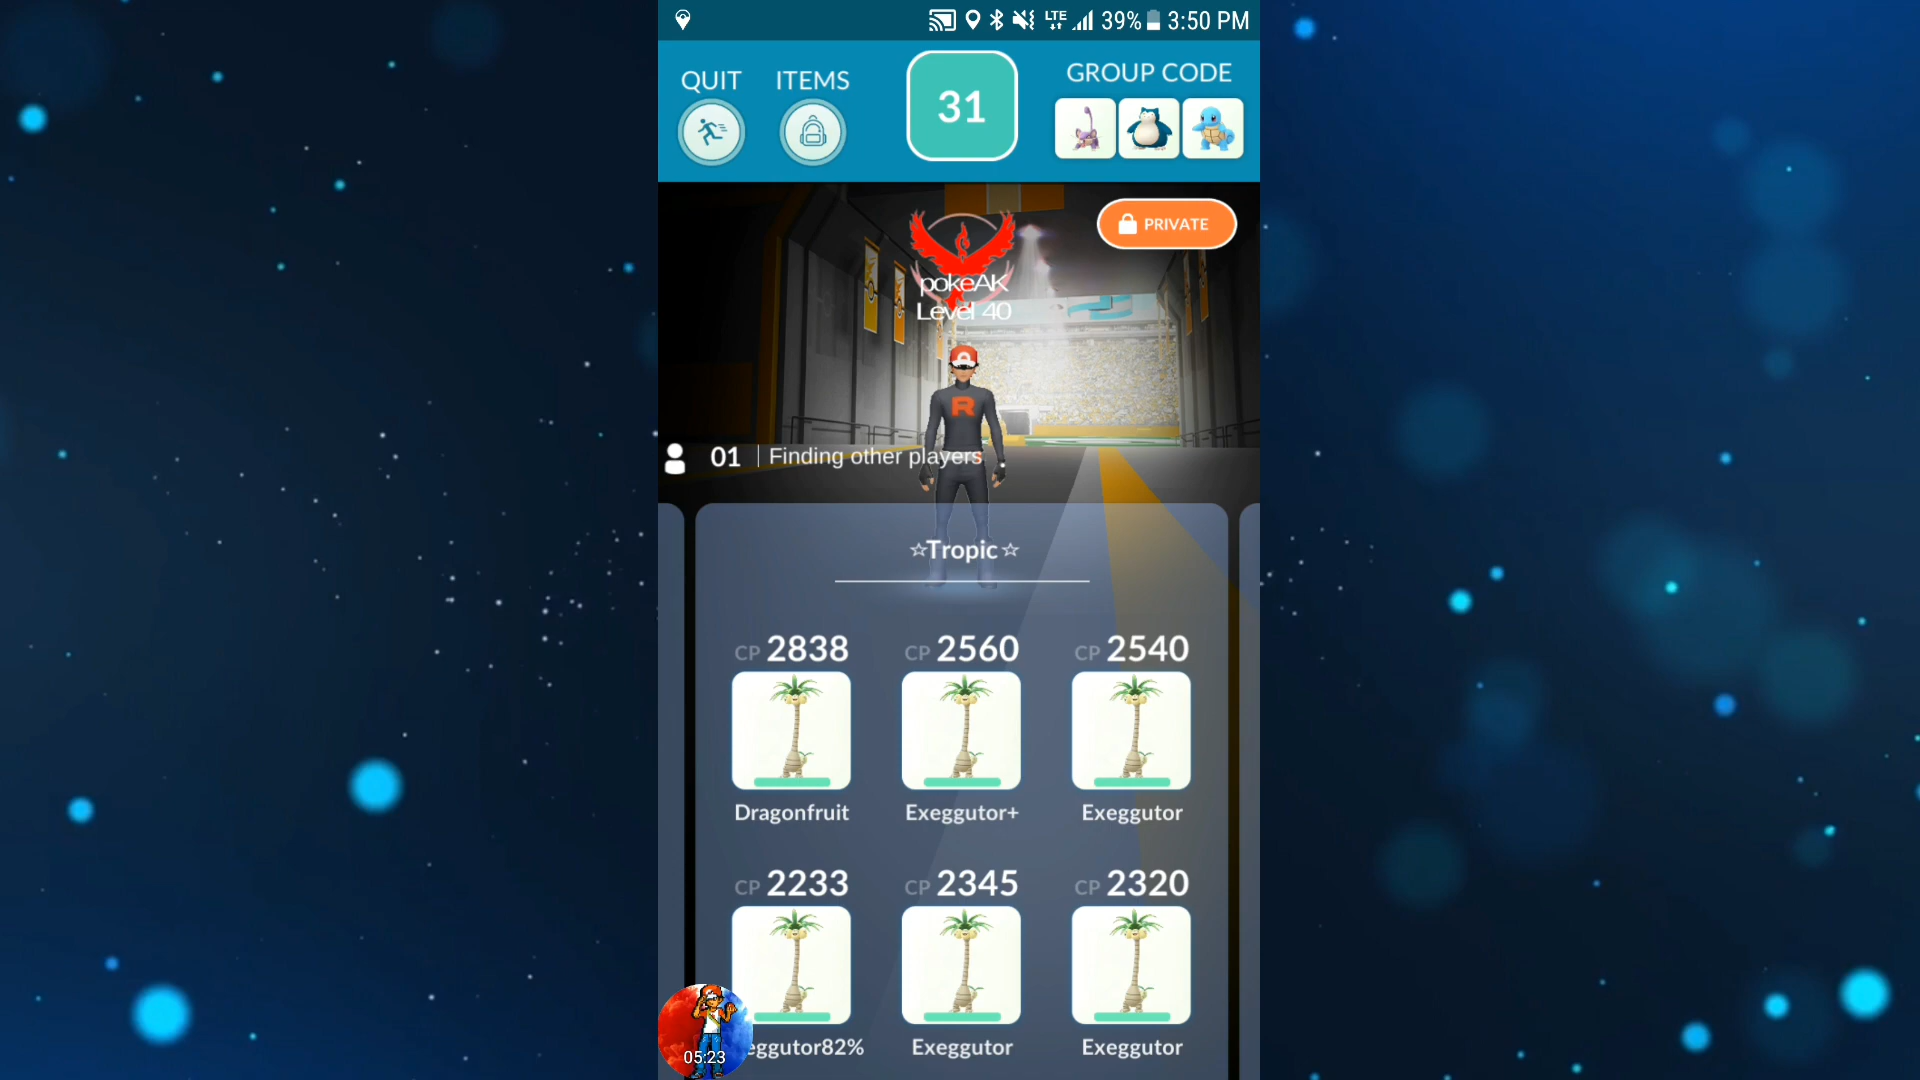 LTE 39% 3:50 PM
QUIT ITEMS 31 GROUP CODE
PRIVATE
pokeAK
Level 40
R
01 | Finding other players
☆Tropic☆
CP 2838 CP 2560 CP 2540
Dragonfruit Exeggutor+ Exeggutor
CP 2233 CP 2345 CP 2320
eggutor82% Exeggutor Exeggutor
05:23